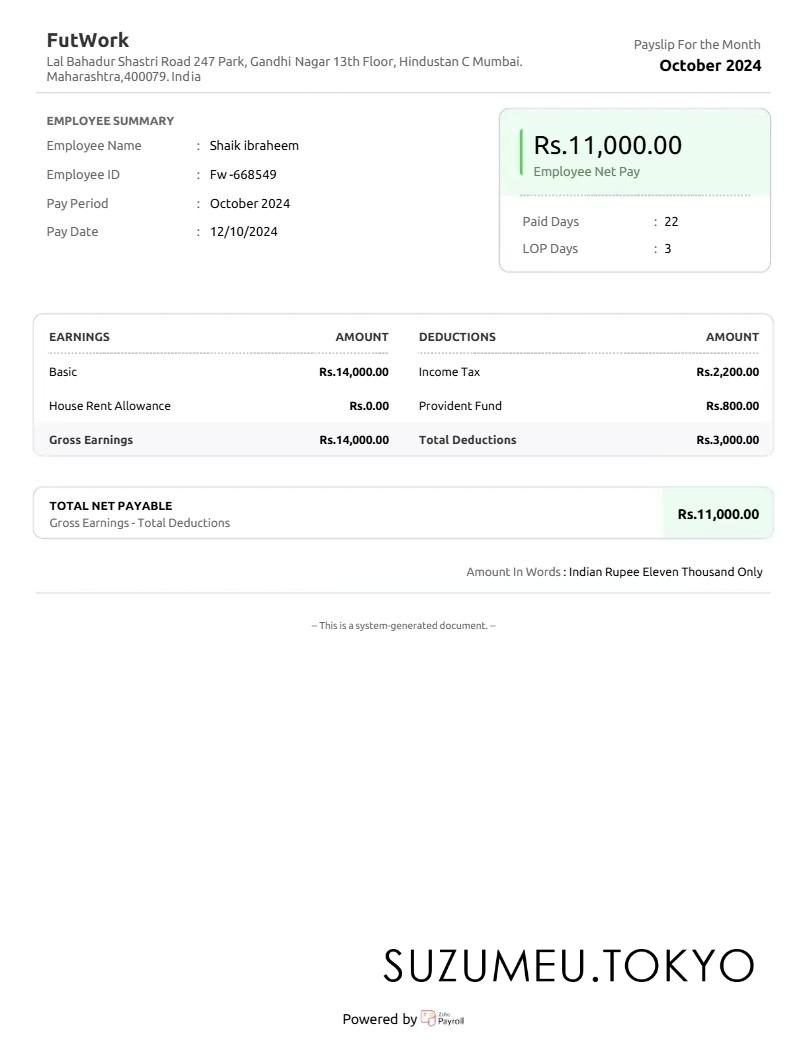 FutWork
Lal Bahadur Shastri Road 247 Park, Gandhi Nagar 13th Floor, Hindustan C Mumbai.
Maharashtra,400079. India
Payslip For the Month
October 2024
EMPLOYEE SUMMARY
Employee Name : Shaik ibraheem
Employee ID : Fw -668549
Pay Period : October 2024
Pay Date : 12/10/2024
Rs.11,000.00
Employee Net Pay
Paid Days : 22
LOP Days : 3
EARNINGS AMOUNT DEDUCTIONS AMOUNT
Basic Rs.14,000.00 Income Tax Rs.2,200.00
House Rent Allowance Rs.0.00 Provident Fund Rs.800.00
Gross Earnings Rs.14,000.00 Total Deductions Rs.3,000.00
TOTAL NET PAYABLE
Gross Earnings - Total Deductions
Rs.11,000.00
Amount In Words : Indian Rupee Eleven Thousand Only
-- This is a system-generated document. --
SUZUMEU.TOKYO
Powered by Zoho Payroll